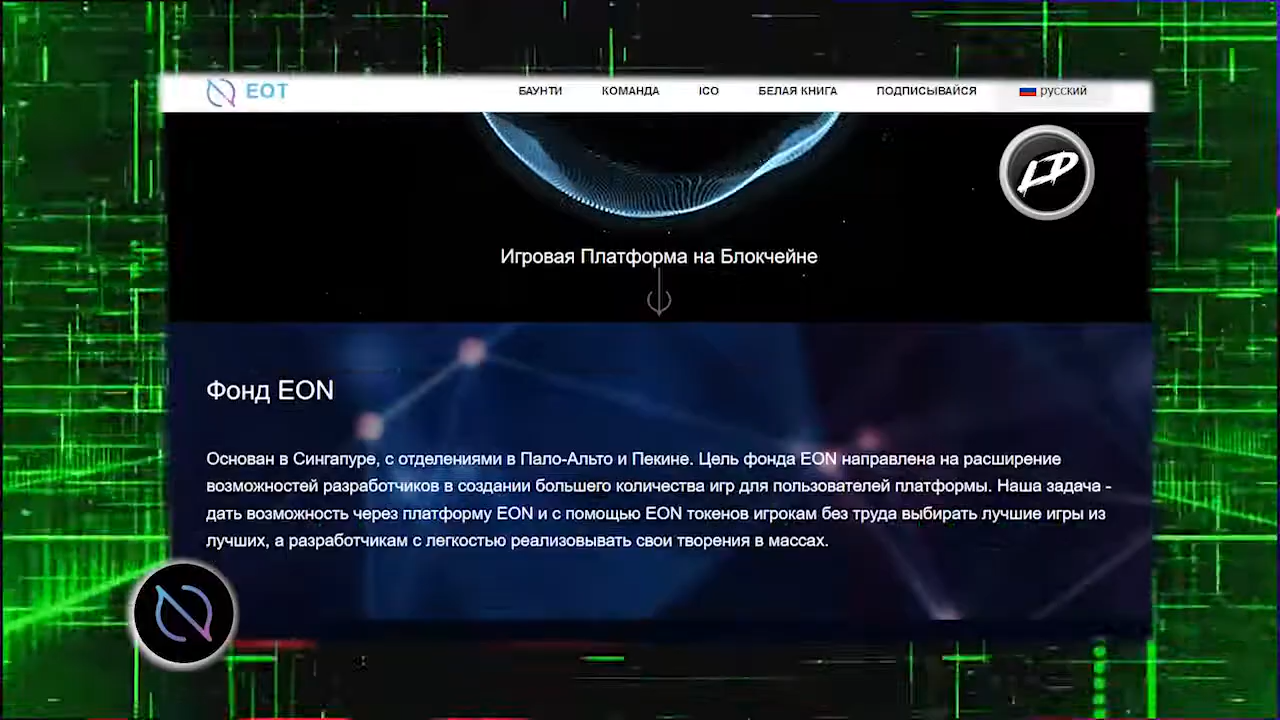 EOT
БАУНТИ КОМАНДА ICO БЕЛАЯ КНИГА ПОДПИСЫВАЙСЯ русский
LP
Игровая Платформа на Блокчейне
Фонд EON
Основан в Сингапуре, с отделениями в Пало-Альто и Пекине. Цель фонда EON направлена на расширение
возможностей разработчиков в создании большего количества игр для пользователей платформы. Наша задача -
дать возможность через платформу EON и с помощью EON токенов игрокам без труда выбирать лучшие игры из
лучших, а разработчикам с легкостью реализовывать свои творения в массах.